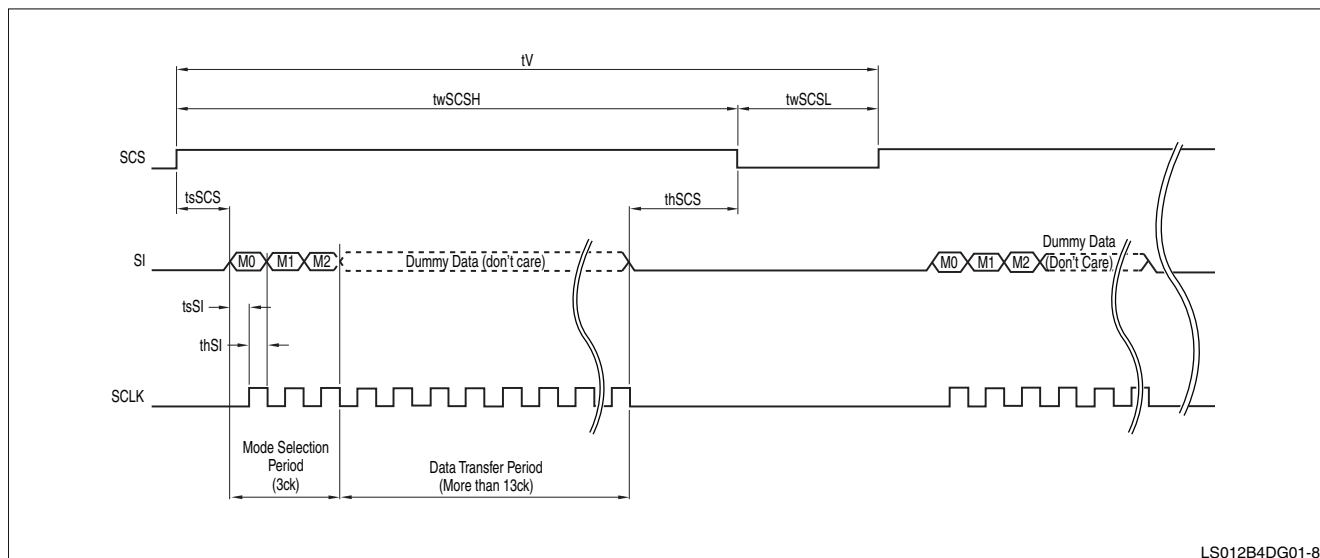 tV
twSCSH
twSCSL
SCS
tsSCS
thSCS
SI
M0
M1
M2
Dummy Data (don't care)
Dummy Data
M0
M1
M2
(Don't Care)
tsSI
thSI
SCLK
Mode Selection
Period
(3ck)
Data Transfer Period
(More than 13ck)
LS012B4DG01-8